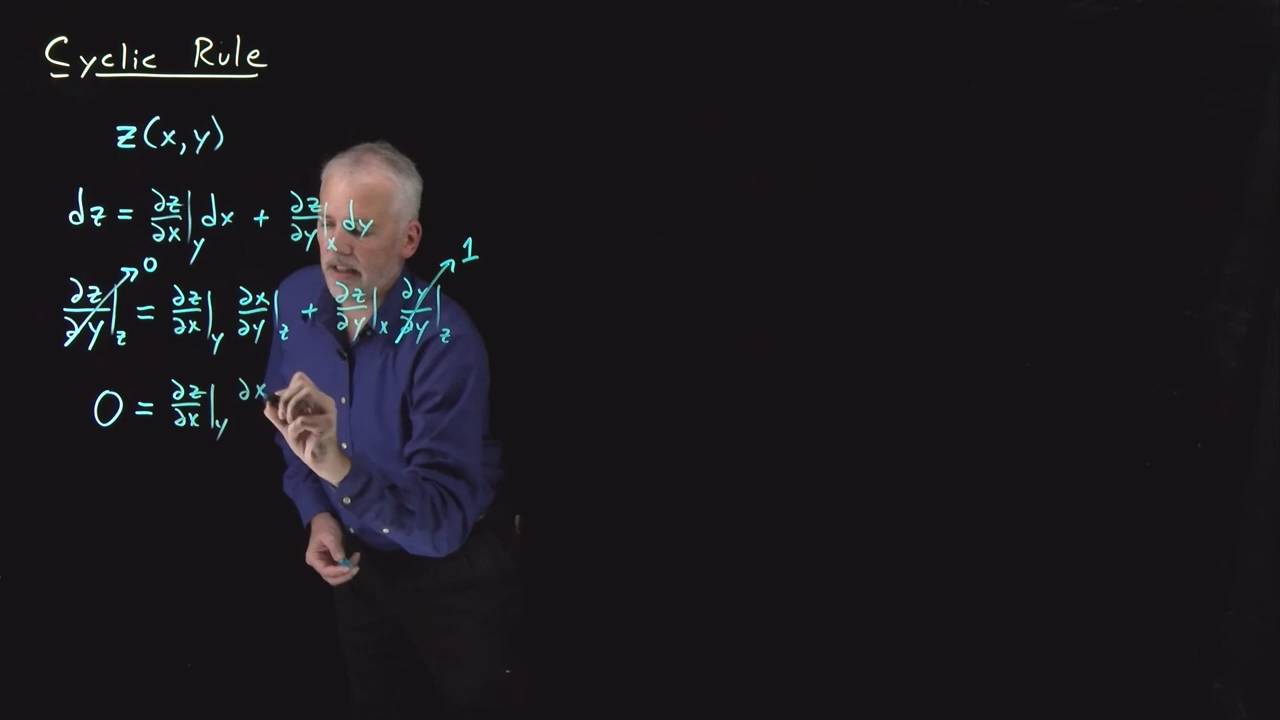 Cyclic Rule
z(x,y)
dz = ∂z/∂x|y dx + ∂z/∂y|x dy
∂z/∂y|z → 0 = ∂z/∂x|y ∂x/∂y|z + ∂z/∂y|x ∂y/∂y|z → 1
0 = ∂z/∂x|y ∂x